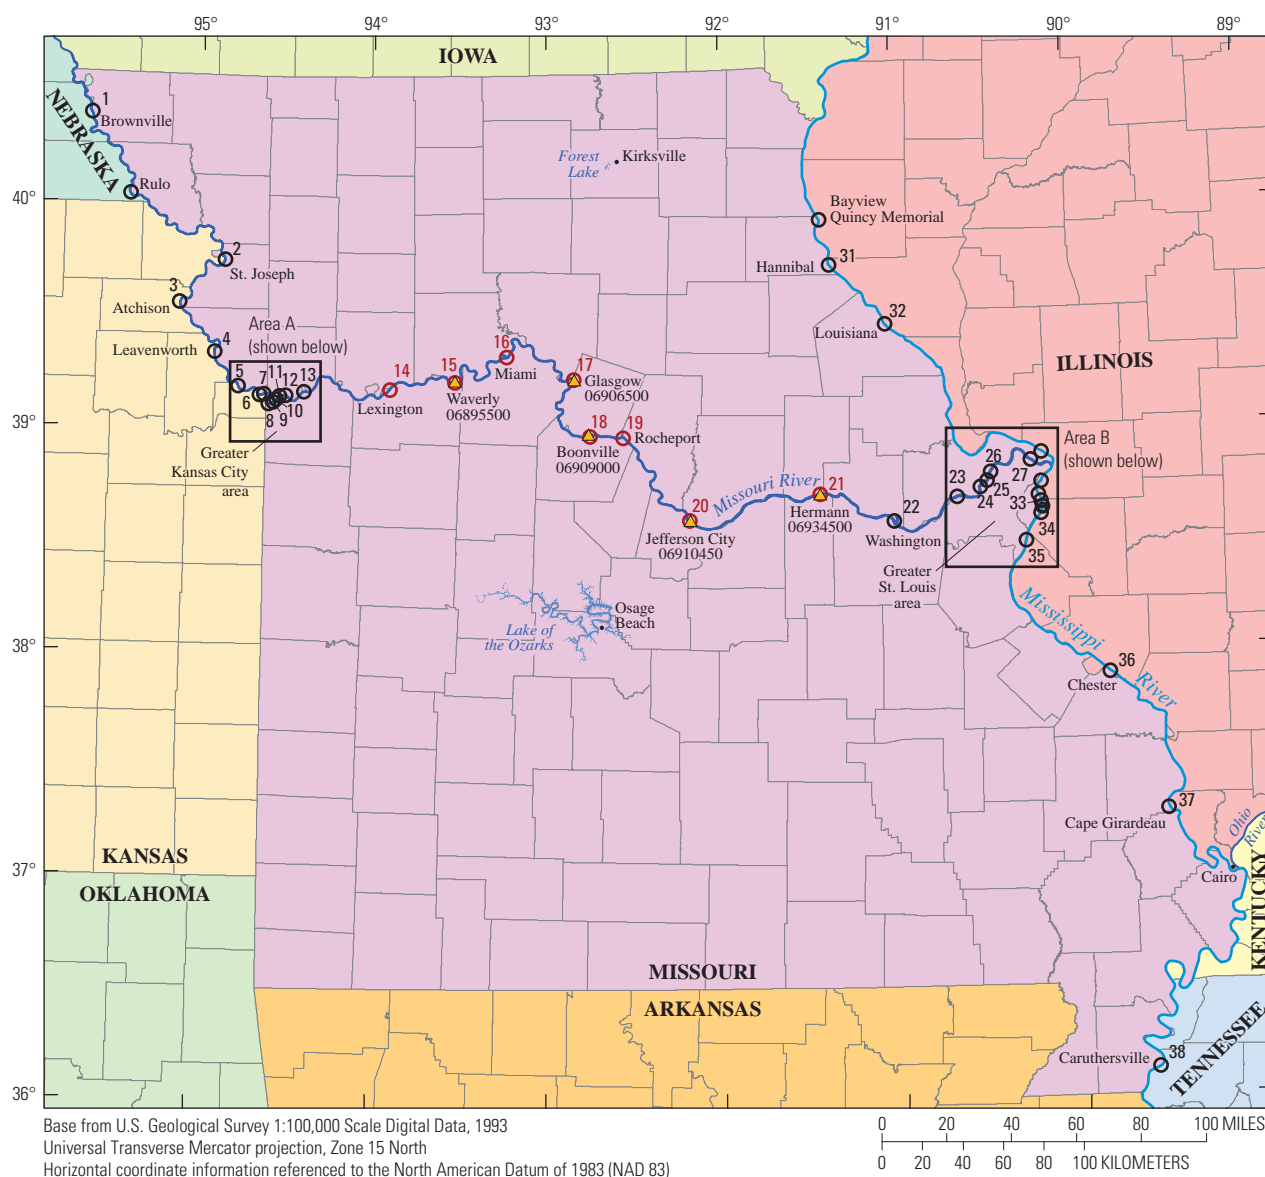 95°
94°
93°
92°
91°
90°
89°
IOWA
1
Brownville
NEBRASKA
Forest
Lake
Kirksville
Rulo
40°
Bayview
Quincy Memorial
2
St. Joseph
31
Hannibal
3
Atchison
32
Louisiana
Area A
(shown below)
4
Leavenworth
16
Miami
ILLINOIS
5
7
11
12
13
14
15
17
Glasgow
06906500
6
8
9
10
Lexington
Waverly
06895500
39°
18
19
Rocheport
Boonville
06909000
Greater
Kansas City
area
Area B
(shown below)
26
27
23
25
24
33
Missouri River
21
Hermann
06934500
22
Washington
20
Jefferson City
06910450
34
35
Greater
St. Louis
area
Osage
Beach
Lake of
the Ozarks
38°
Mississippi
River
36
Chester
37
Cape Girardeau
Ohio
River
KANSAS
37°
Cairo
OKLAHOMA
KENTUCKY
MISSOURI
ARKANSAS
TENNESSEE
38
Caruthersville
36°
Base from U.S. Geological Survey 1:100,000 Scale Digital Data, 1993
Universal Transverse Mercator projection, Zone 15 North
Horizontal coordinate information referenced to the North American Datum of 1983 (NAD 83)
0 20 40 60 80 100 MILES
0 20 40 60 80 100 KILOMETERS